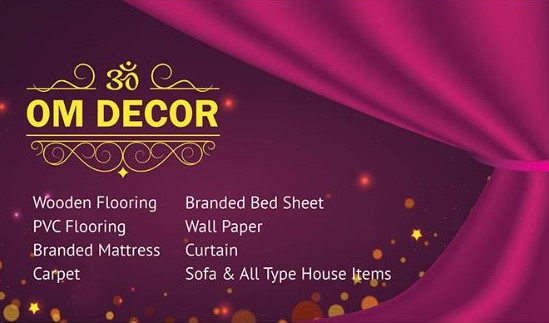 ॐ
OM DECOR
Wooden Flooring
PVC Flooring
Branded Mattress
Carpet
Branded Bed Sheet
Wall Paper
Curtain
Sofa & All Type House Items